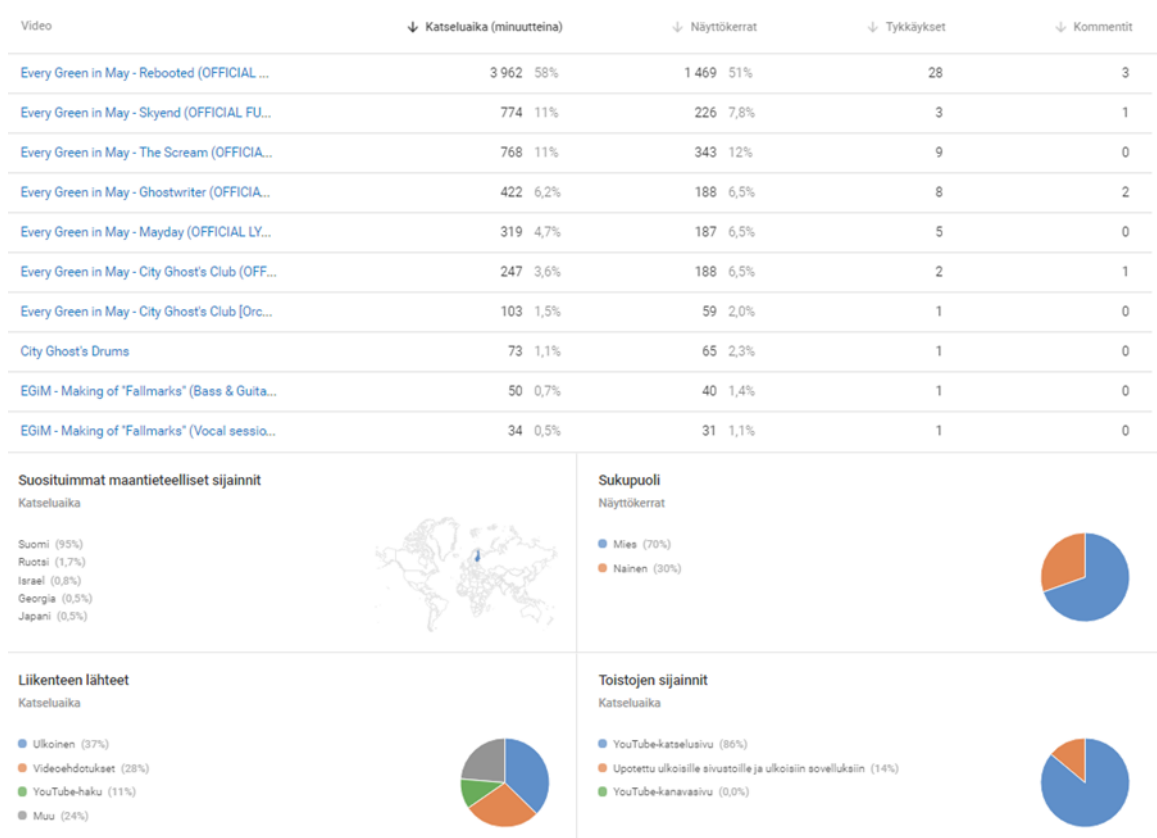 Video Katseluaika (minuutteina) Näyttökerrat Tykkäykset Kommentit
Every Green in May - Rebooted (OFFICIAL ... 3 962 58% 1 469 51% 28 3
Every Green in May - Skyend (OFFICIAL FU... 774 11% 226 7,8% 3 1
Every Green in May - The Scream (OFFICIA... 768 11% 343 12% 9 0
Every Green in May - Ghostwriter (OFFICIA... 422 6,2% 188 6,5% 8 2
Every Green in May - Mayday (OFFICIAL LY... 319 4,7% 187 6,5% 5 0
Every Green in May - City Ghost's Club (OFF... 247 3,6% 188 6,5% 2 1
Every Green in May - City Ghost's Club [Orc... 103 1,5% 59 2,0% 1 0
City Ghost's Drums 73 1,1% 65 2,3% 1 0
EGiM - Making of "Fallmarks" (Bass & Guita... 50 0,7% 40 1,4% 1 0
EGiM - Making of "Fallmarks" (Vocal sessio... 34 0,5% 31 1,1% 1 0
Suosituimmat maantieteelliset sijainnit
Katseluaika
Suomi (95%)
Ruotsi (1,7%)
Israel (0,8%)
Georgia (0,5%)
Japani (0,5%)
Sukupuoli
Näyttökerrat
Mies (70%)
Nainen (30%)
Liikenteen lähteet
Katseluaika
Ulkoinen (37%)
Videoehdotukset (28%)
YouTube-haku (11%)
Muu (24%)
Toistojen sijainnit
Katseluaika
YouTube-katselusivu (86%)
Upotettu ulkoisille sivustoille ja ulkoisiin sovelluksiin (14%)
YouTube-kanavasivu (0,0%)